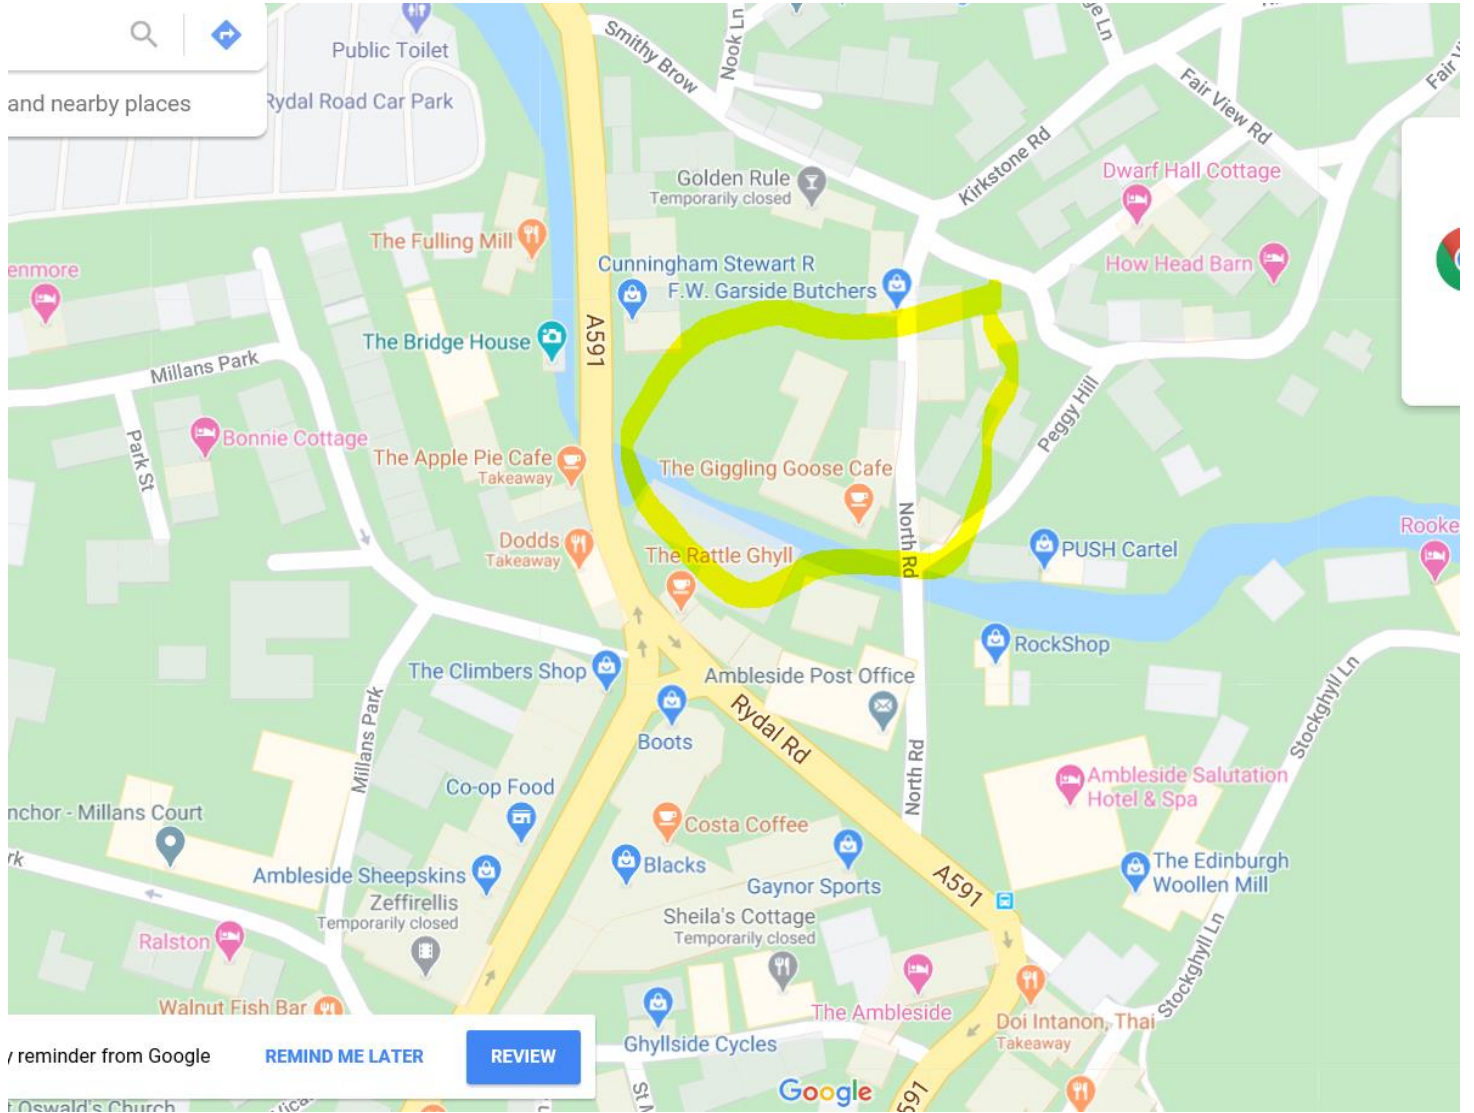 Public Toilet
and nearby places
Rydal Road Car Park
Smithy Brow
Nook Ln
Kirkstone Rd
Fair View Rd
Golden Rule
Temporarily closed
Dwarf Hall Cottage
The Fulling Mill
How Head Barn
Cunningham Stewart R
F.W. Garside Butchers
enmore
The Bridge House
A591
Millans Park
Park St
Bonnie Cottage
Peggy Hill
The Apple Pie Cafe
Takeaway
The Giggling Goose Cafe
North Rd
Dodds
Takeaway
The Rattle Ghyll
PUSH Cartel
Rooke
RockShop
The Climbers Shop
Ambleside Post Office
Stockghyll Ln
Boots
Rydal Rd
Millans Park
North Rd
Co-op Food
Ambleside Salutation
Hotel & Spa
nchor - Millans Court
rk
Costa Coffee
Blacks
Gaynor Sports
A591
The Edinburgh
Woollen Mill
Ambleside Sheepskins
Zeffirellis
Temporarily closed
Sheila's Cottage
Temporarily closed
Ralston
Stockghyll Ln
Walnut Fish Bar
The Ambleside
Doi Intanon, Thai
Takeaway
y reminder from Google
REMIND ME LATER
REVIEW
Ghyllside Cycles
Google
A591
t Oswald's Church